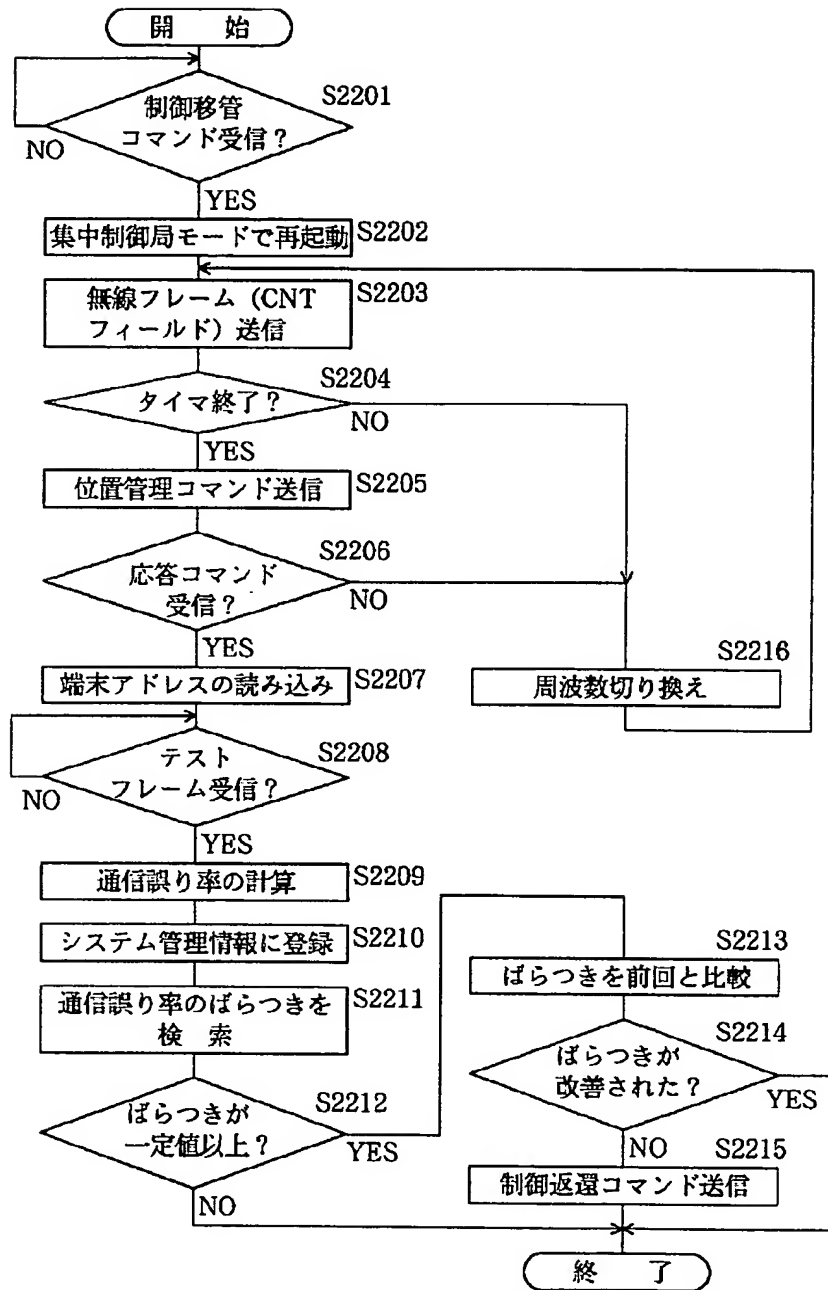 開 始
制御移管
コマンド受信？
S2201
NO
YES
集中制御局モードで再起動
S2202
無線フレーム（CNT
フィールド）送信
S2203
タイマ終了？
S2204
NO
YES
位置管理コマンド送信
S2205
応答コマンド
受信？
S2206
NO
YES
端末アドレスの読み込み
S2207
周波数切り換え
S2216
テスト
フレーム受信？
S2208
NO
YES
通信誤り率の計算
S2209
システム管理情報に登録
S2210
通信誤り率のばらつきを
検 索
S2211
ばらつきが
一定値以上？
S2212
YES
NO
ばらつきを前回と比較
S2213
ばらつきが
改善された？
S2214
YES
NO
制御返還コマンド送信
S2215
終 了